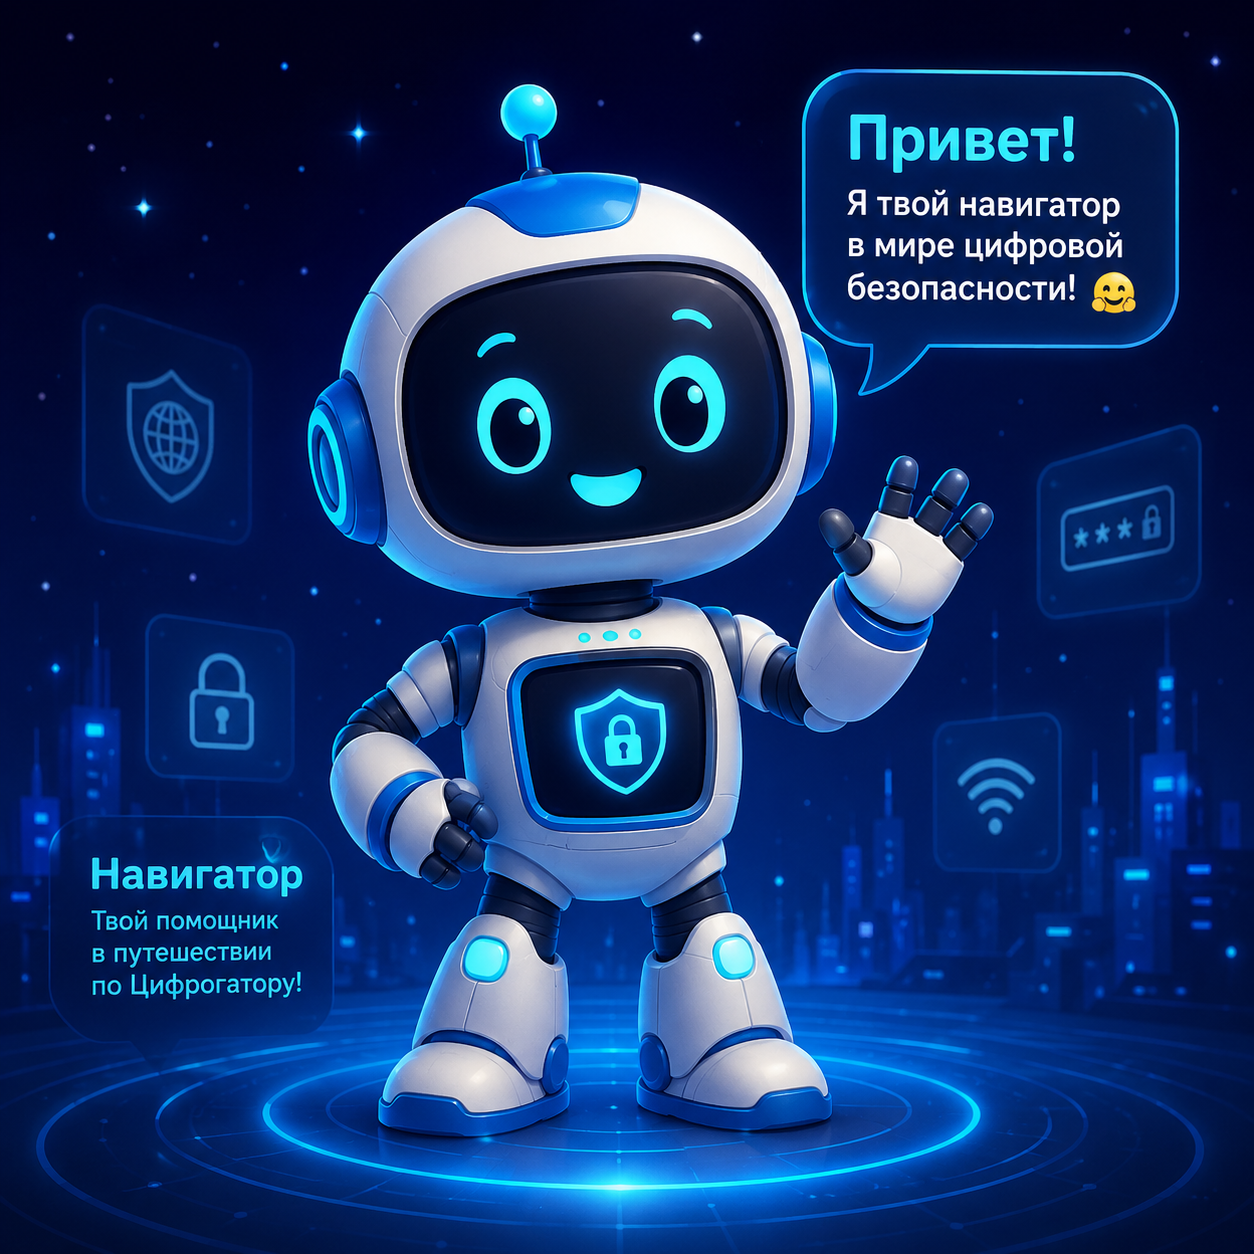 Привет!
Я твой навигатор
в мире цифровой
безопасности! 🤗
***
Навигатор
Твой помощник
в путешествии
по Цифрогатору!